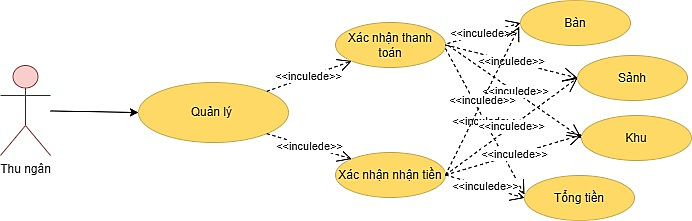 Thu ngân
Quản lý
<<inculede>>
<<inculede>>
Xác nhận thanh
toán
Xác nhận nhận tiền
<<inculede>>
<<inculede>>
<<inculede>>
<<inculede>>
<<inculede>>
<<inculede>>
<<inculede>>
<<inculede>>
Bàn
Sảnh
Khu
Tổng tiền